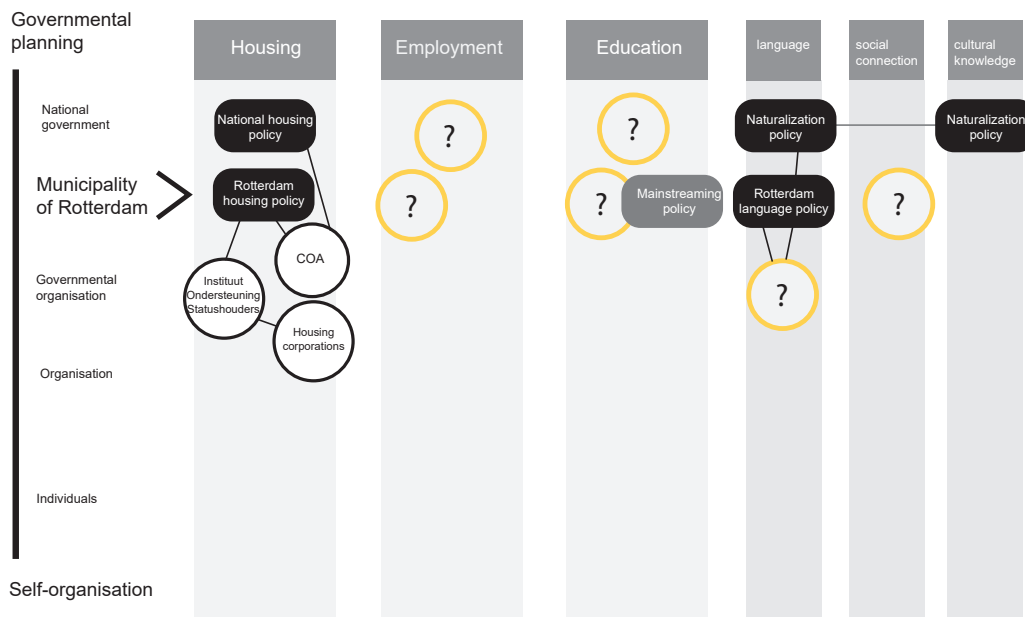 Governmental
planning
Housing
Employment
Education
language
social
connection
cultural
knowledge
National
government
National housing
policy
?
?
Naturalization
policy
Naturalization
policy
Municipality
of Rotterdam
Rotterdam
housing policy
?
?
Mainstreaming
policy
Rotterdam
language policy
?
Governmental
organisation
COA
Instituut
Ondersteuning
Statushouders
?
Housing
corporations
Organisation
Individuals
Self-organisation